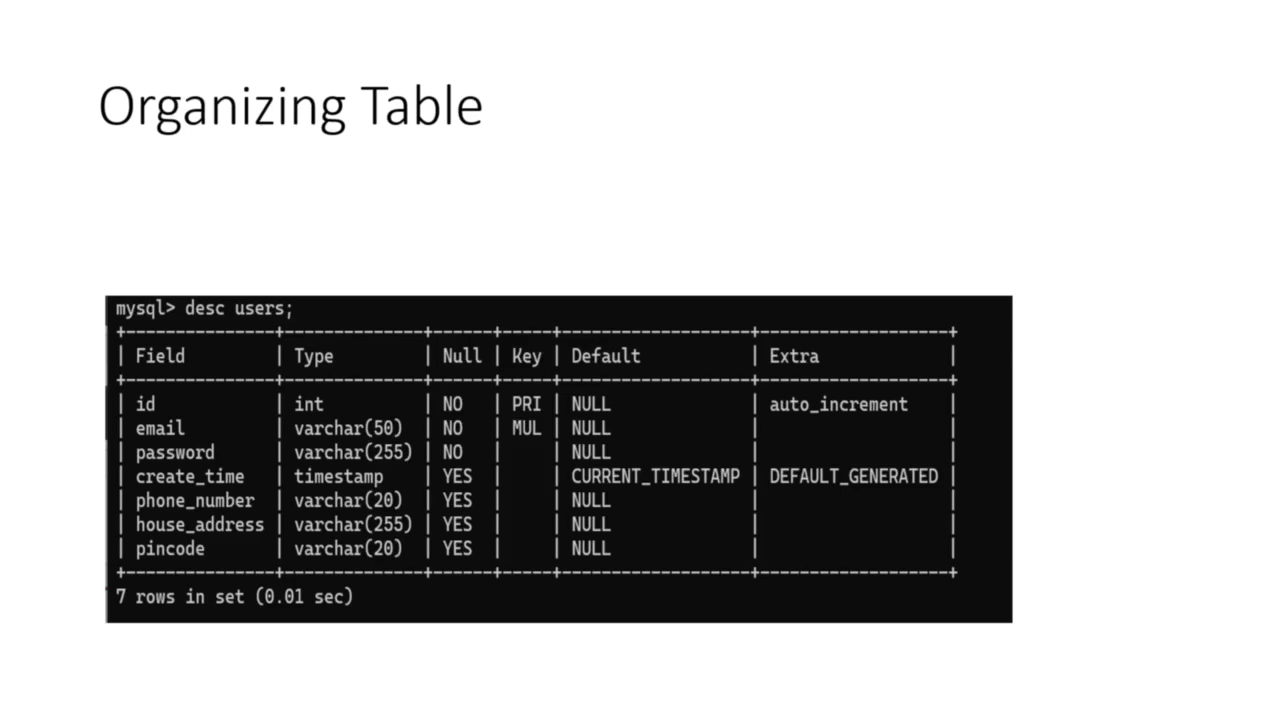 Organizing Table
mysql> desc users;
+---------------+--------------+------+-----+-------------------+-------------------+
| Field         | Type         | Null | Key | Default           | Extra             |
+---------------+--------------+------+-----+-------------------+-------------------+
| id            | int          | NO   | PRI | NULL              | auto_increment    |
| email         | varchar(50)  | NO   | MUL | NULL              |                   |
| password      | varchar(255) | NO   |     | NULL              |                   |
| create_time   | timestamp    | YES  |     | CURRENT_TIMESTAMP | DEFAULT_GENERATED |
| phone_number  | varchar(20)  | YES  |     | NULL              |                   |
| house_address | varchar(255) | YES  |     | NULL              |                   |
| pincode       | varchar(20)  | YES  |     | NULL              |                   |
+---------------+--------------+------+-----+-------------------+-------------------+
7 rows in set (0.01 sec)